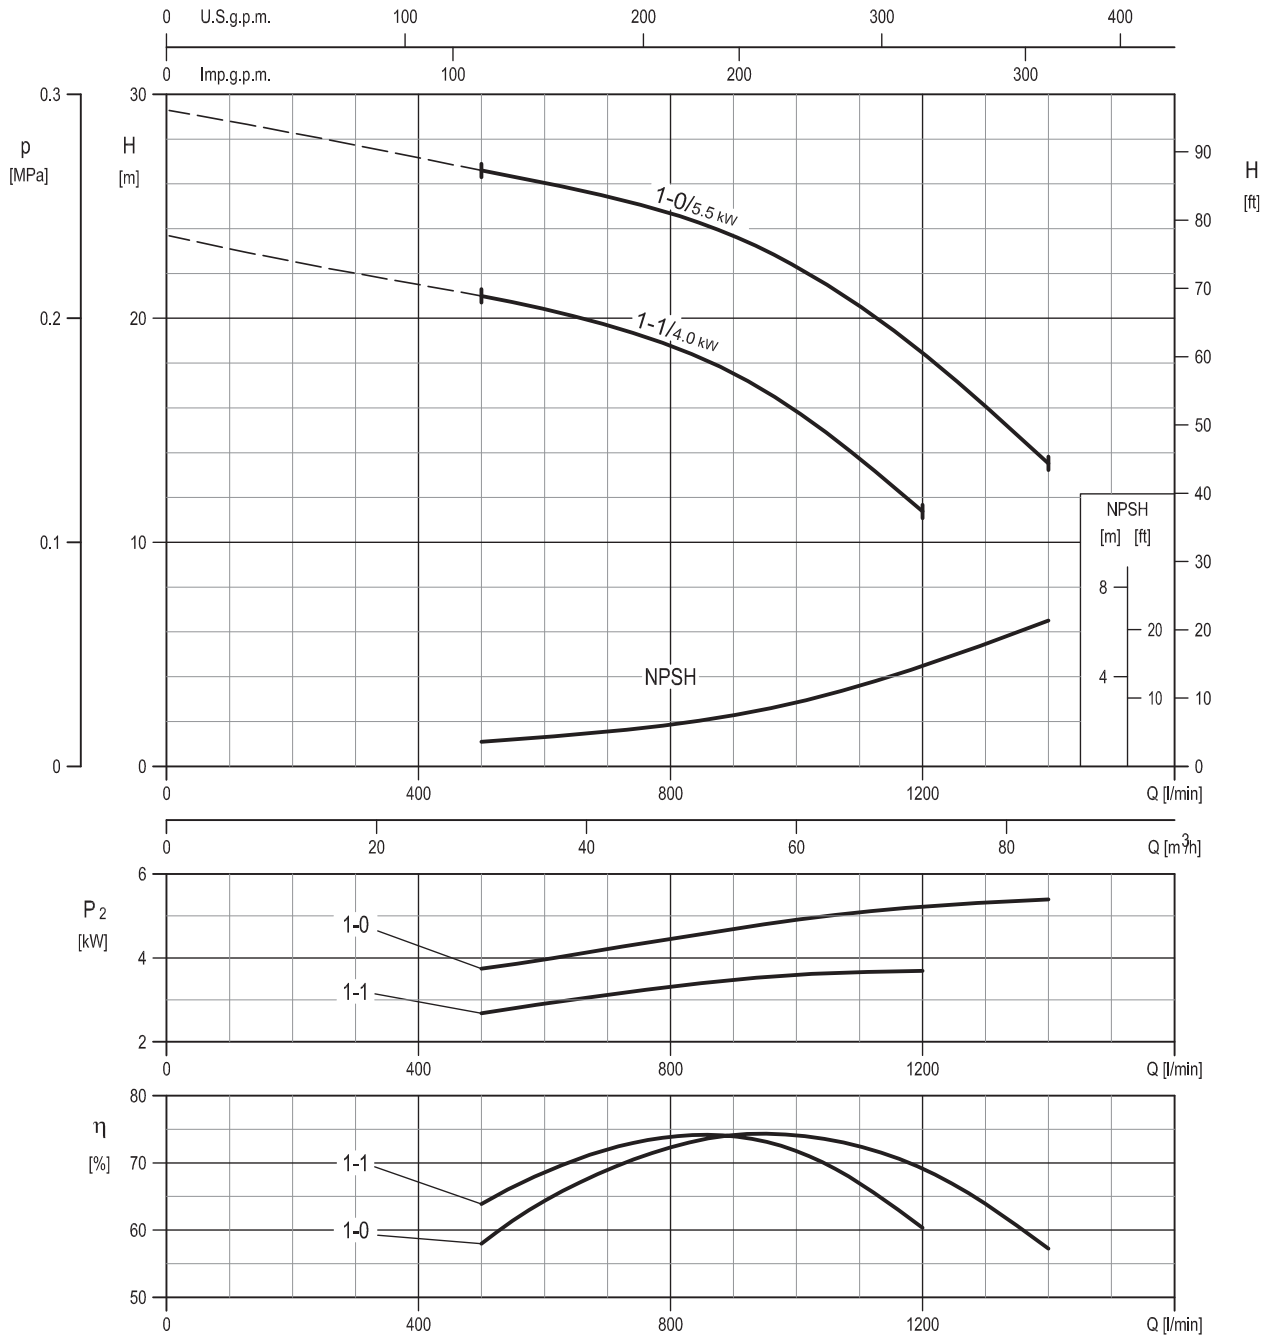 0 U.S.g.p.m. 100 200 300 400
0 Imp.g.p.m. 100 200 300
0.3 30
p H
[MPa] [m]
90
H
[ft]
1-0/5.5 kW
80
70
0.2 20
1-1/4.0 kW
60
50
40
NPSH
[m] [ft]
0.1 10
30
8
20 20
NPSH
4
10 10
0 0 0
0 400 800 1200 Q [l/min]
0 20 40 60 80 Q [m³/h]
6
P2
[kW]
1-0
4
1-1
2
0 400 800 1200 Q [l/min]
80
η
[%]
70
1-1
60
1-0
50
0 400 800 1200 Q [l/min]